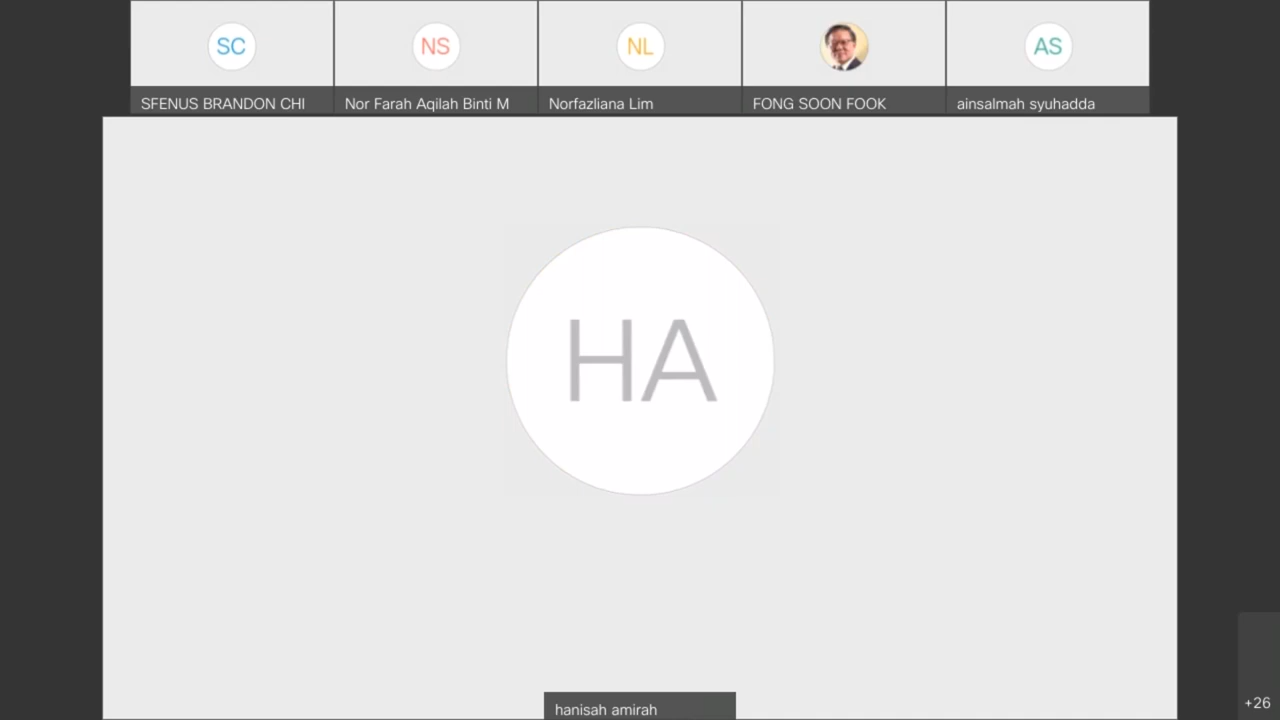 SC
NS
NL
AS
SFENUS BRANDON CHI
Nor Farah Aqilah Binti M
Norfazliana Lim
FONG SOON FOOK
ainsalmah syuhadda
HA
hanisah amirah
+26